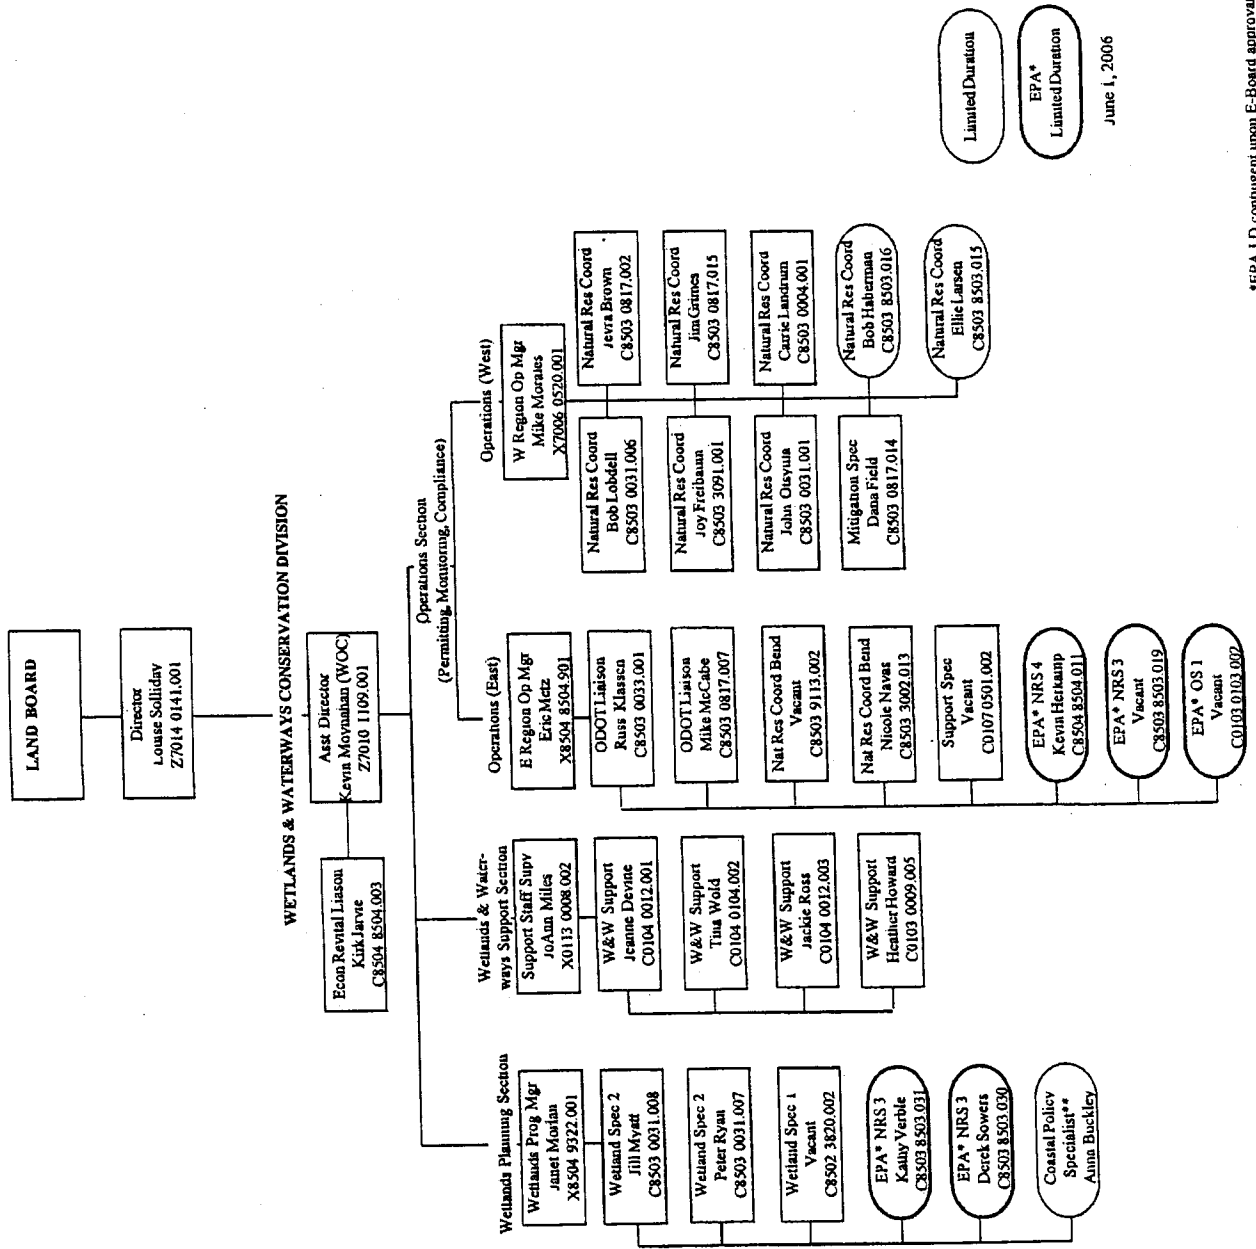 LAND BOARD
Director
Louise Solliday
Z7014 0141.001
WETLANDS & WATERWAYS CONSERVATION DIVISION
Econ Revital Liason
Kirk Jarvie
C8504 8504.003
Asst Director
Kevin Moynahan (WOC)
Z7010 1109.001
Wetlands Planning Section
Wetlands Prog Mgr
Janet Morlan
X8504 9322.001
Wetland Spec 2
Jill Myatt
C8503 0031.008
Wetland Spec 2
Peter Ryan
C8503 0031.007
Wetland Spec 1
Vacant
C8502 3820.002
EPA* NRS 3
Kathy Verble
C8503 8503.031
EPA* NRS 3
Derek Sowers
C8503 8503.030
Coastal Policy
Specialist**
Anna Buckley
Wetlands & Water-
ways Support Section
Support Staff Supv
JoAnn Miles
X0113 0008.002
W&W Support
Jeanne Devine
C0104 0012.001
W&W Support
Tina Wold
C0104 0104.002
W&W Support
Jackie Ross
C0104 0012.003
W&W Support
Heather Howard
C0103 0009.005
Operations Section
(Permitting, Monitoring, Compliance)
Operations (East)
E Region Op Mgr
Eric Metz
X8504 8504.901
ODOT Liaison
Russ Klassen
C8503 0033.001
ODOT Liaison
Mike McCabe
C8503 0817.007
Nat Res Coord Bend
Vacant
C8503 9113.002
Nat Res Coord Bend
Nicole Navas
C8503 3002.013
Support Spec
Vacant
C0107 0501.002
EPA* NRS 4
Kevin Herkamp
C8504 8504.011
EPA* NRS 3
Vacant
C8503 8503.019
EPA* OS 1
Vacant
C0103 0103.002
Operations (West)
W Region Op Mgr
Mike Morales
X7006 0520.001
Natural Res Coord
Bob Lobdell
C8503 0031.006
Natural Res Coord
Jevra Brown
C8503 0817.002
Natural Res Coord
Joy Freibaum
C8503 3091.001
Natural Res Coord
Jim Grimes
C8503 0817.015
Natural Res Coord
John
C8503 0031.001
Natural Res Coord
Carrie Landrum
C8503 0004.001
Mitigation Spec
Dana Field
C8503 0817.014
Natural Res Coord
Bob Haberman
C8503 8503.016
Natural Res Coord
Ellie Larsen
C8503 8503.015
Limited Duration
EPA*
Limited Duration
June 1, 2006
*EPA LD contingent upon E-Board approval